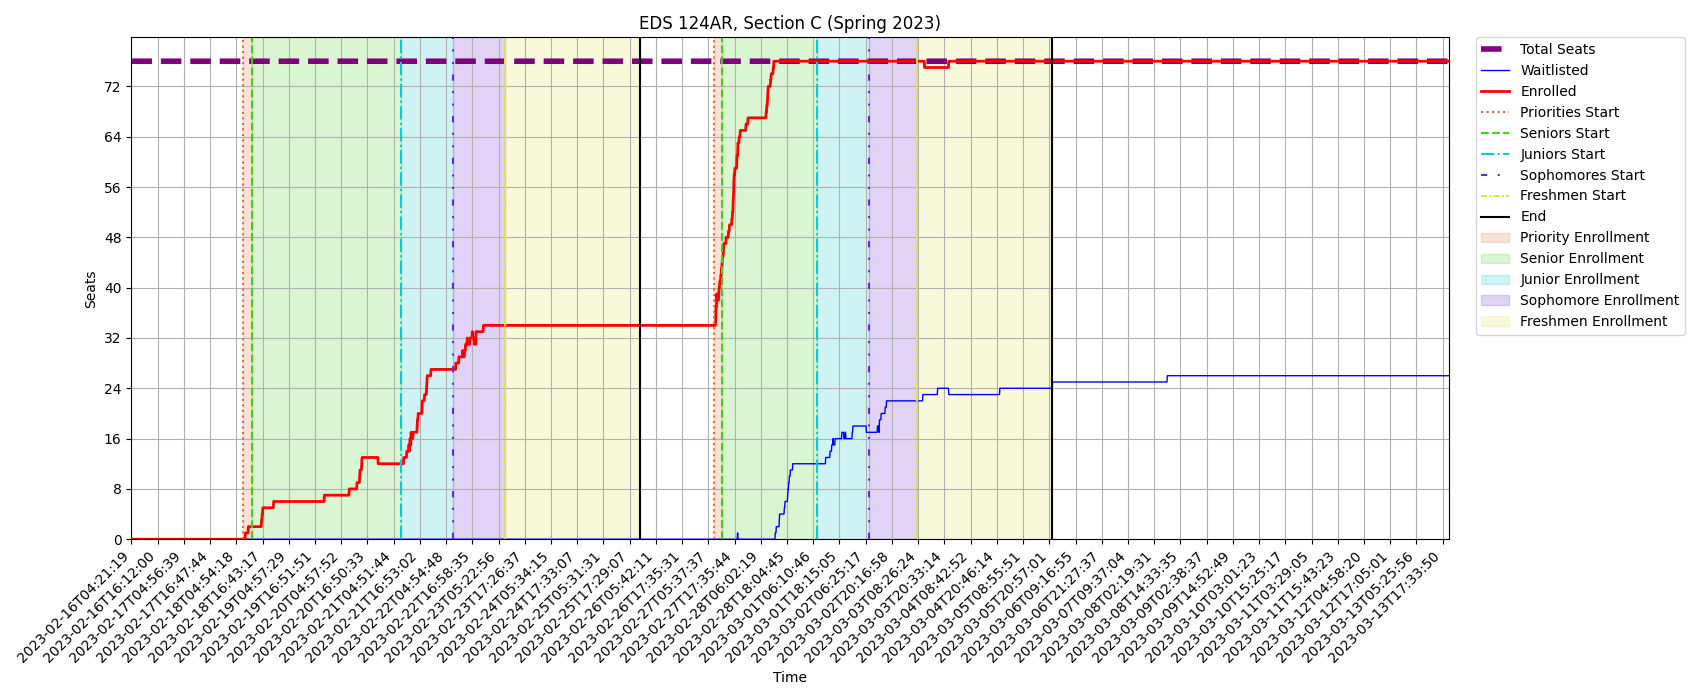 EDS 124AR, Section C (Spring 2023)
Total Seats
Waitlisted
Enrolled
Priorities Start
Seniors Start
Juniors Start
Sophomores Start
Freshmen Start
End
Priority Enrollment
Senior Enrollment
Junior Enrollment
Sophomore Enrollment
Freshmen Enrollment
Seats
72
64
56
48
40
32
24
16
8
0
2023-02-16T04:21:19
2023-02-16T16:12:00
2023-02-17T04:56:39
2023-02-17T16:47:44
2023-02-18T04:54:18
2023-02-18T16:43:17
2023-02-19T04:57:29
2023-02-19T16:51:51
2023-02-20T04:57:52
2023-02-20T16:50:33
2023-02-21T04:51:44
2023-02-21T16:53:02
2023-02-22T04:54:48
2023-02-22T16:58:35
2023-02-23T05:22:56
2023-02-23T17:26:37
2023-02-24T05:34:15
2023-02-24T17:33:07
2023-02-25T05:31:31
2023-02-25T17:29:07
2023-02-26T05:42:11
2023-02-26T17:35:31
2023-02-27T05:37:37
2023-02-27T17:35:44
2023-02-28T06:02:19
2023-02-28T18:04:45
2023-03-01T06:10:46
2023-03-01T18:15:05
2023-03-02T06:25:17
2023-03-02T20:16:58
2023-03-03T08:26:24
2023-03-03T20:33:14
2023-03-04T08:42:52
2023-03-04T20:46:14
2023-03-05T08:55:51
2023-03-05T20:57:01
2023-03-06T09:16:55
2023-03-06T21:27:37
2023-03-07T09:37:04
2023-03-08T02:19:31
2023-03-08T14:33:35
2023-03-09T02:38:37
2023-03-09T14:52:49
2023-03-10T03:01:23
2023-03-10T15:25:17
2023-03-11T03:29:05
2023-03-11T15:43:23
2023-03-12T04:58:20
2023-03-12T17:05:01
2023-03-13T05:25:56
2023-03-13T17:33:50
Time